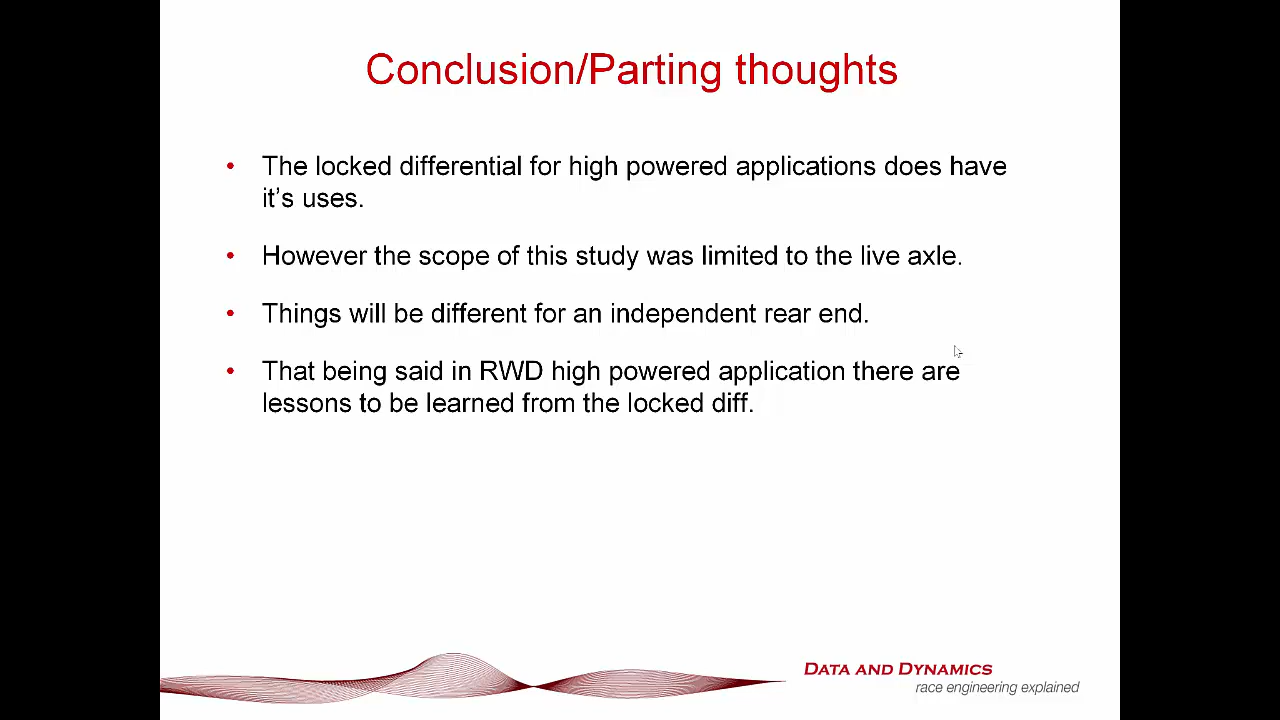 Conclusion/Parting thoughts
• The locked differential for high powered applications does have
it’s uses.
• However the scope of this study was limited to the live axle.
• Things will be different for an independent rear end.
• That being said in RWD high powered application there are
lessons to be learned from the locked diff.
DATA AND DYNAMICS
race engineering explained